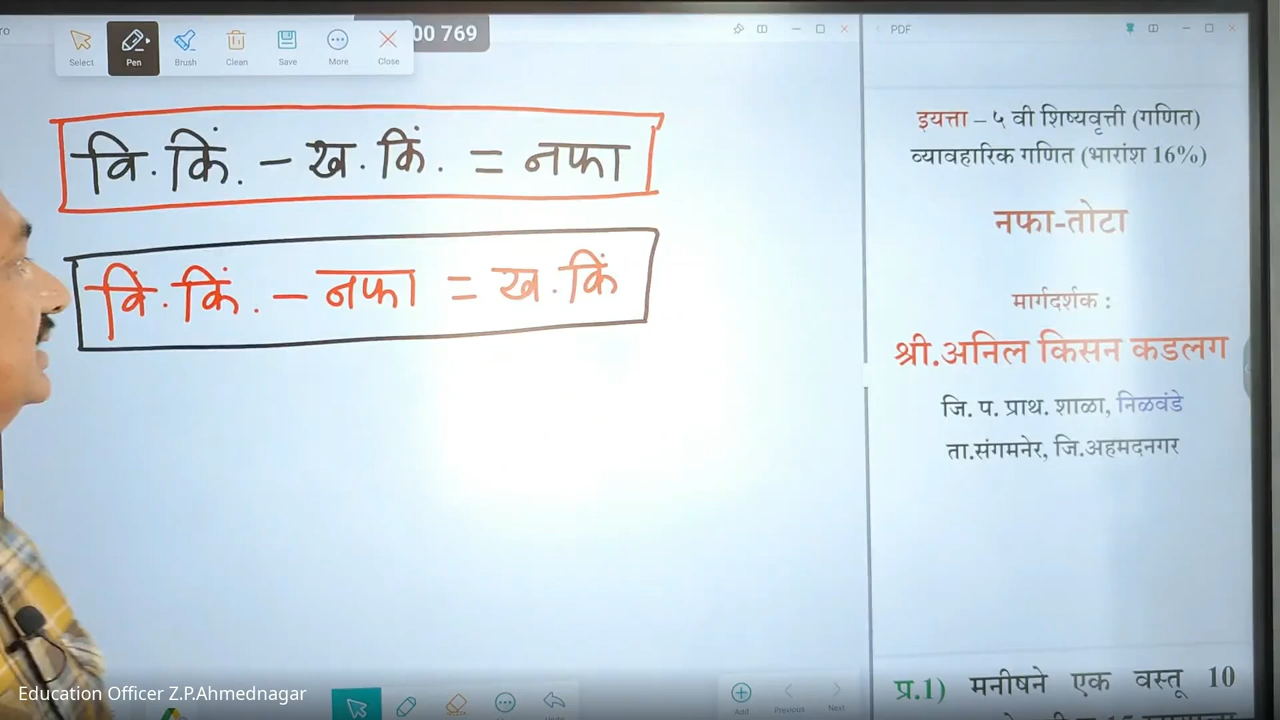 ro
00 769
Select
Pen
Brush
Clean
Save
More
Close
वि.किं. – ख.किं. = नफा
वि.किं. – नफा = ख.किं
PDF
इयत्ता – ५ वी शिष्यवृत्ती (गणित)
व्यावहारिक गणित (भारांश 16%)
नफा-तोटा
मार्गदर्शक :
श्री.अनिल किसन कडलग
जि. प. प्राथ. शाळा, निळवंडे
ता.संगमनेर, जि.अहमदनगर
प्र.1) मनीषने एक वस्तू 10
Education Officer Z.P.Ahmednagar
Add
Previous
Next